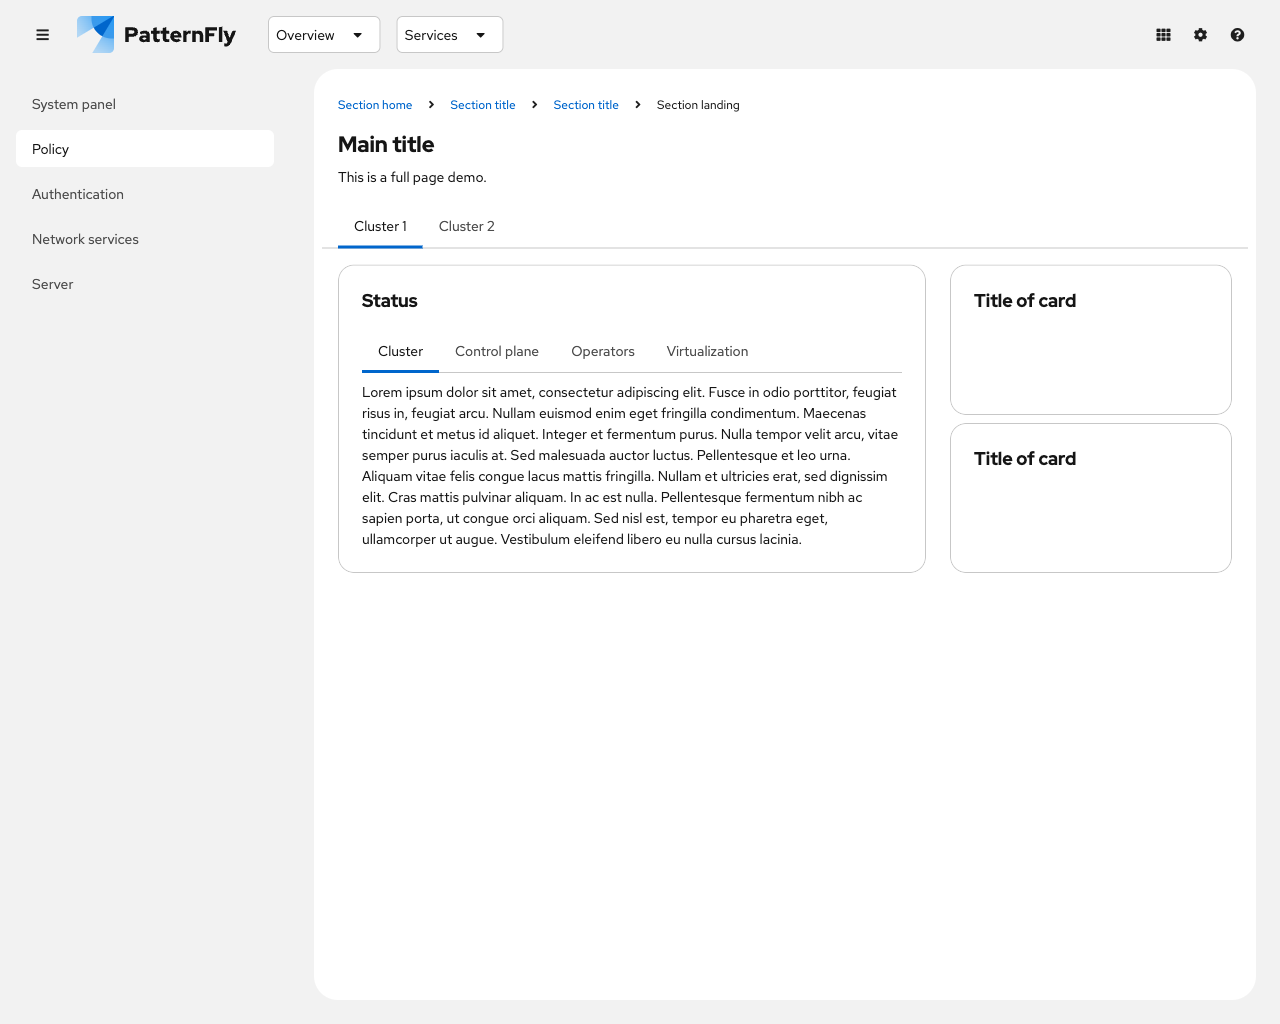 PatternFly
Overview
Services
System panel
Policy
Authentication
Network services
Server
Section home
Section title
Section title
Section landing
Main title
This is a full page demo.
Cluster 1
Cluster 2
Status
Cluster
Control plane
Operators
Virtualization
Lorem ipsum dolor sit amet, consectetur adipiscing elit. Fusce in odio porttitor, feugiat
risus in, feugiat arcu. Nullam euismod enim eget fringilla condimentum. Maecenas
tincidunt et metus id aliquet. Integer et fermentum purus. Nulla tempor velit arcu, vitae
semper purus iaculis at. Sed malesuada auctor luctus. Pellentesque et leo urna.
Aliquam vitae felis congue lacus mattis fringilla. Nullam et ultricies erat, sed dignissim
elit. Cras mattis pulvinar aliquam. In ac est nulla. Pellentesque fermentum nibh ac
sapien porta, ut congue orci aliquam. Sed nisl est, tempor eu pharetra eget,
ullamcorper ut augue. Vestibulum eleifend libero eu nulla cursus lacinia.
Title of card
Title of card